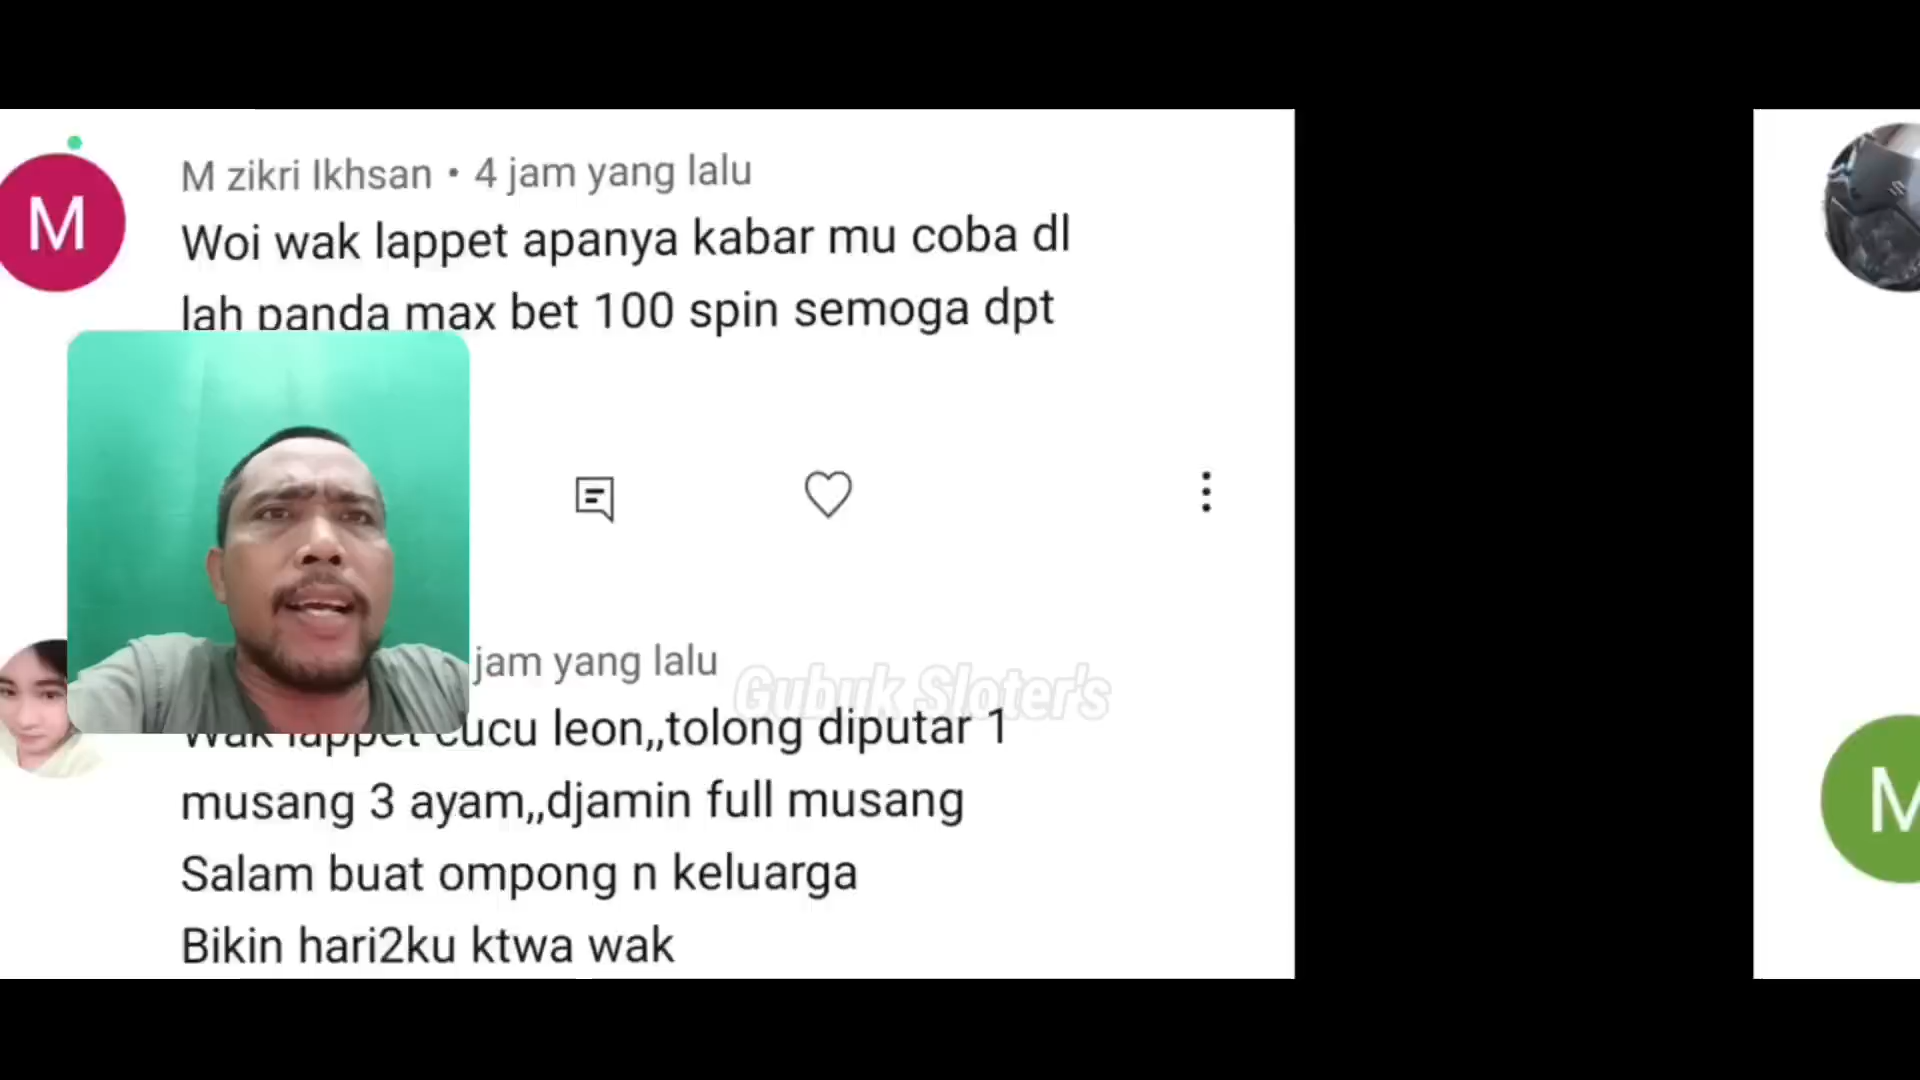 M zikri Ikhsan • 4 jam yang lalu
M
Woi wak lappet apanya kabar mu coba dl
lah panda max bet 100 spin semoga dpt
jam yang lalu
Gubuk Sloter's
Wak lappet cucu leon,,tolong diputar 1
musang 3 ayam,,djamin full musang
Salam buat ompong n keluarga
Bikin hari2ku ktwa wak
M